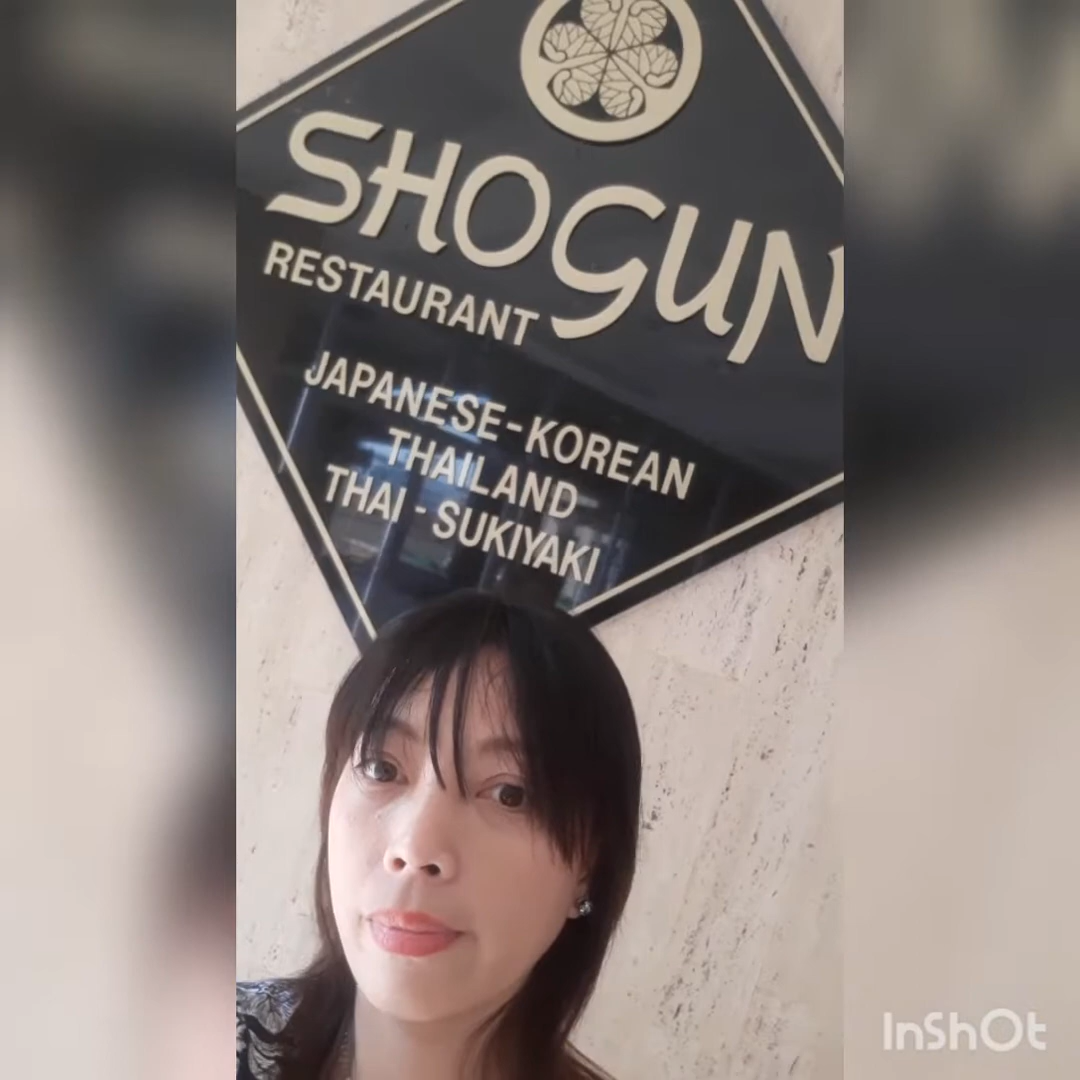 SHOGUN
RESTAURANT
JAPANESE-KOREAN
THAILAND
THAI - SUKIYAKI
InShOt